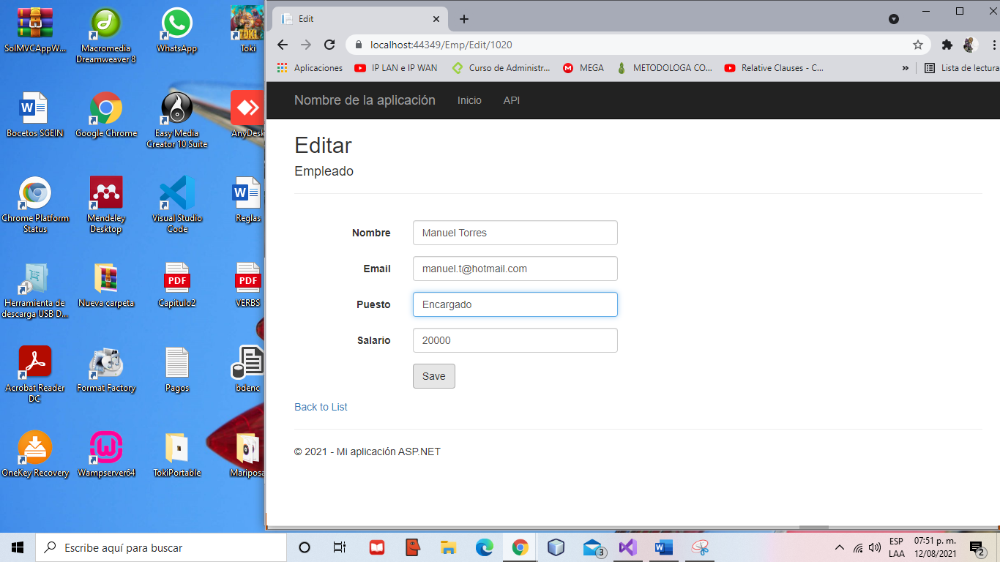 SolMVCAppW...
Macromedia
Dreamweaver 8
WhatsApp
Toki
Bocetos SGEIN
Google Chrome
Easy Media
Creator 10 Suite
AnyDesk
Chrome Platform
Status
Mendeley
Desktop
Visual Studio
Code
Reglas
Herramienta de
descarga USB D...
Nueva carpeta
PDF
Capitulo2
PDF
VERBS
Acrobat Reader
DC
Format Factory
Pagos
bdenc
OneKey Recovery
Wampserver64
TokiPortable
Mariposa
Edit
localhost:44349/Emp/Edit/1020
Aplicaciones
IP LAN e IP WAN
Curso de Administr...
MEGA
METODOLOGA CO...
Relative Clauses - C...
»
Lista de lectura
Nombre de la aplicación
Inicio
API
Editar
Empleado
Nombre
Manuel Torres
Email
manuel.t@hotmail.com
Puesto
Encargado
Salario
20000
Save
Back to List
© 2021 - Mi aplicación ASP.NET
Escribe aquí para buscar
3
ESP
LAA
07:51 p. m.
12/08/2021
2